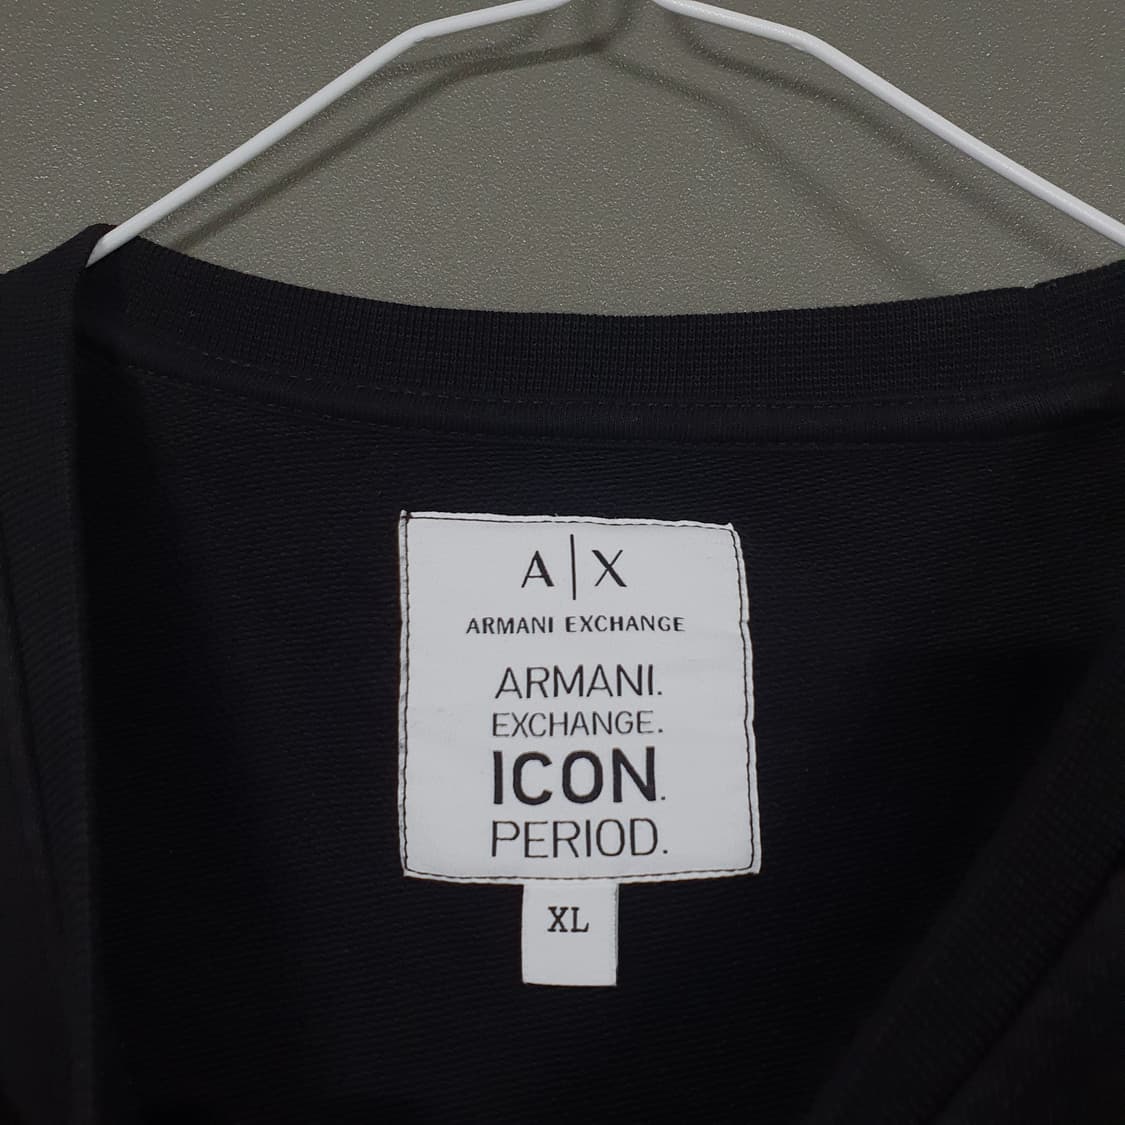 A|X
ARMANI EXCHANGE
ARMANI.
EXCHANGE.
ICON.
PERIOD.
XL